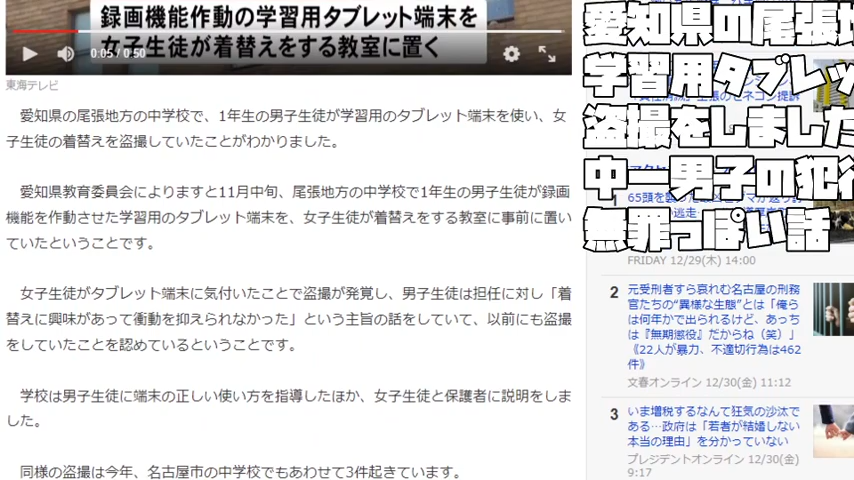 録画機能作動の学習用タブレット端末を
女子生徒が着替えをする教室に置く
0:05 / 0:50
東海テレビ
愛知県の尾張地方の中学校で、1年生の男子生徒が学習用のタブレット端末を使い、女
子生徒の着替えを盗撮していたことがわかりました。
愛知県教育委員会によりますと11月中旬、尾張地方の中学校で1年生の男子生徒が録画
機能を作動させた学習用のタブレット端末を、女子生徒が着替えをする教室に事前に置い
ていたということです。
女子生徒がタブレット端末に気付いたことで盗撮が発覚し、男子生徒は担任に対し「着
替えに興味があって衝動を抑えられなかった」という主旨の話をしていて、以前にも盗撮
をしていたことを認めているということです。
学校は男子生徒に端末の正しい使い方を指導したほか、女子生徒と保護者に説明をしま
した。
同様の盗撮は今年、名古屋市の中学校でもあわせて3件起きています。
愛知県の尾張地
学習用タブレッ
盗撮をしました
中一男子の犯行
無罪っぽい話
1
FRIDAY 12/29(木) 14:00
2
元受刑者すら哀れむ名古屋の刑務
官たちの“異様な生態”とは「俺ら
は何年かで出られるけど、あっち
は『無期懲役』だからね（笑）」
《22人が暴力、不適切行為は462
件》
文春オンライン 12/30(金) 11:12
3
いま増税するなんて狂気の沙汰で
ある…政府は「若者が結婚しない
本当の理由」を分かっていない
プレジデントオンライン 12/30(金)
9:17